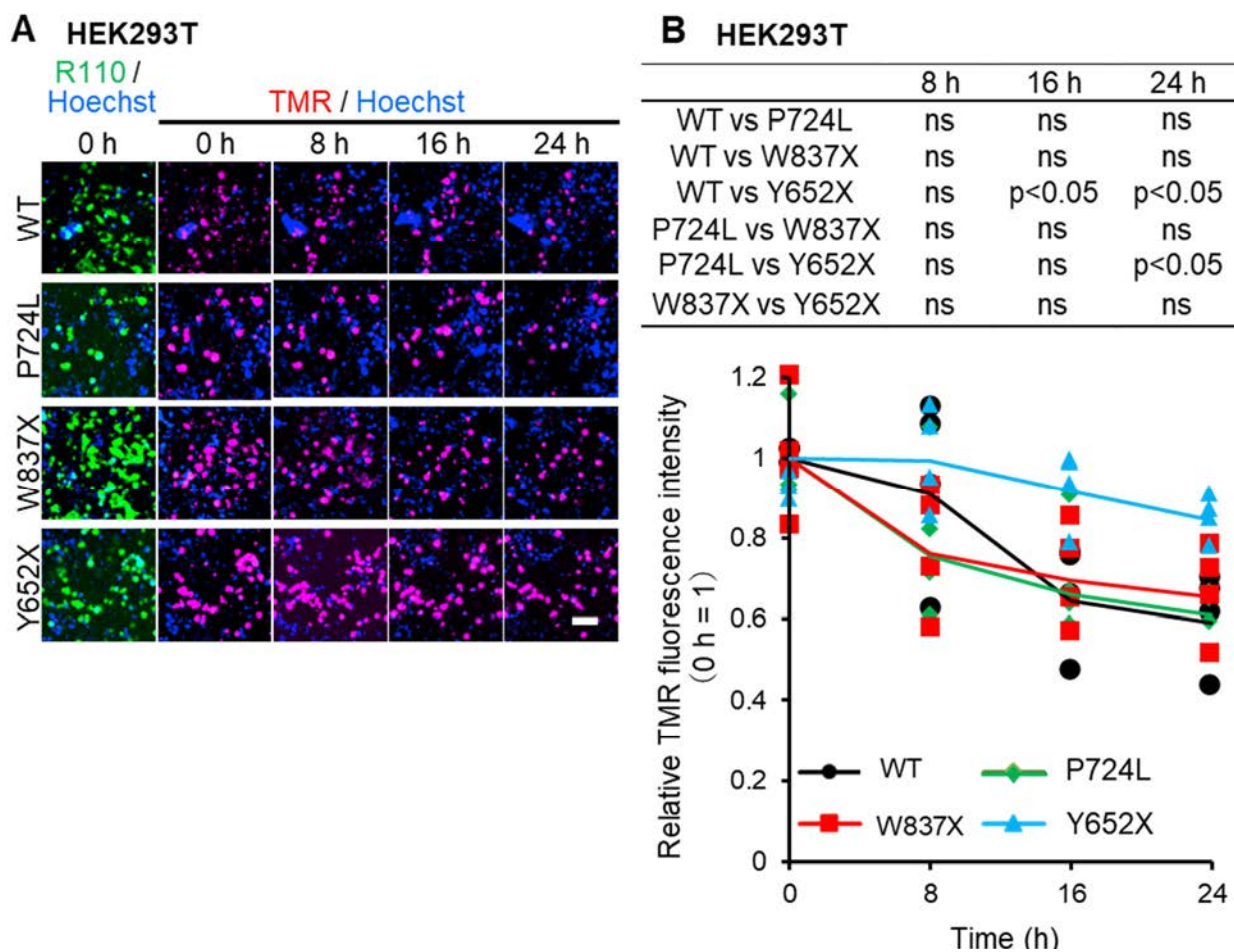 A HEK293T
R110 /
Hoechst
TMR / Hoechst
0 h 0 h 8 h 16 h 24 h
WT
P724L
W837X
Y652X
B HEK293T
8 h 16 h 24 h
WT vs P724L ns ns ns
WT vs W837X ns ns ns
WT vs Y652X ns p<0.05 p<0.05
P724L vs W837X ns ns ns
P724L vs Y652X ns ns p<0.05
W837X vs Y652X ns ns ns
Relative TMR fluorescence intensity
(0 h = 1)
1.2
1
0.8
0.6
0.4
0.2
0
WT P724L
W837X Y652X
0 8 16 24
Time (h)